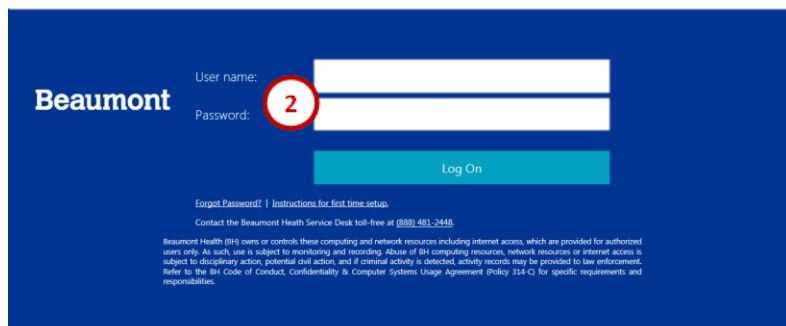 User name:
Beaumont
2
Password:
Log On
Forgot Password? | Instructions for first time setup.
Contact the Beaumont Heath Service Desk toll-free at (888) 481-2448.
Beaumont Health (BH) owns or controls these computing and network resources including internet access, which are provided for authorized
users only. As such, use is subject to monitoring and recording. Abuse of BH computing resources, network resources or internet access is
subject to disciplinary action, potential civil action, and if criminal activity is detected, activity records may be provided to law enforcement.
Refer to the BH Code of Conduct, Confidentiality & Computer Systems Usage Agreement (Policy 314-C) for specific requirements and
responsibilities.